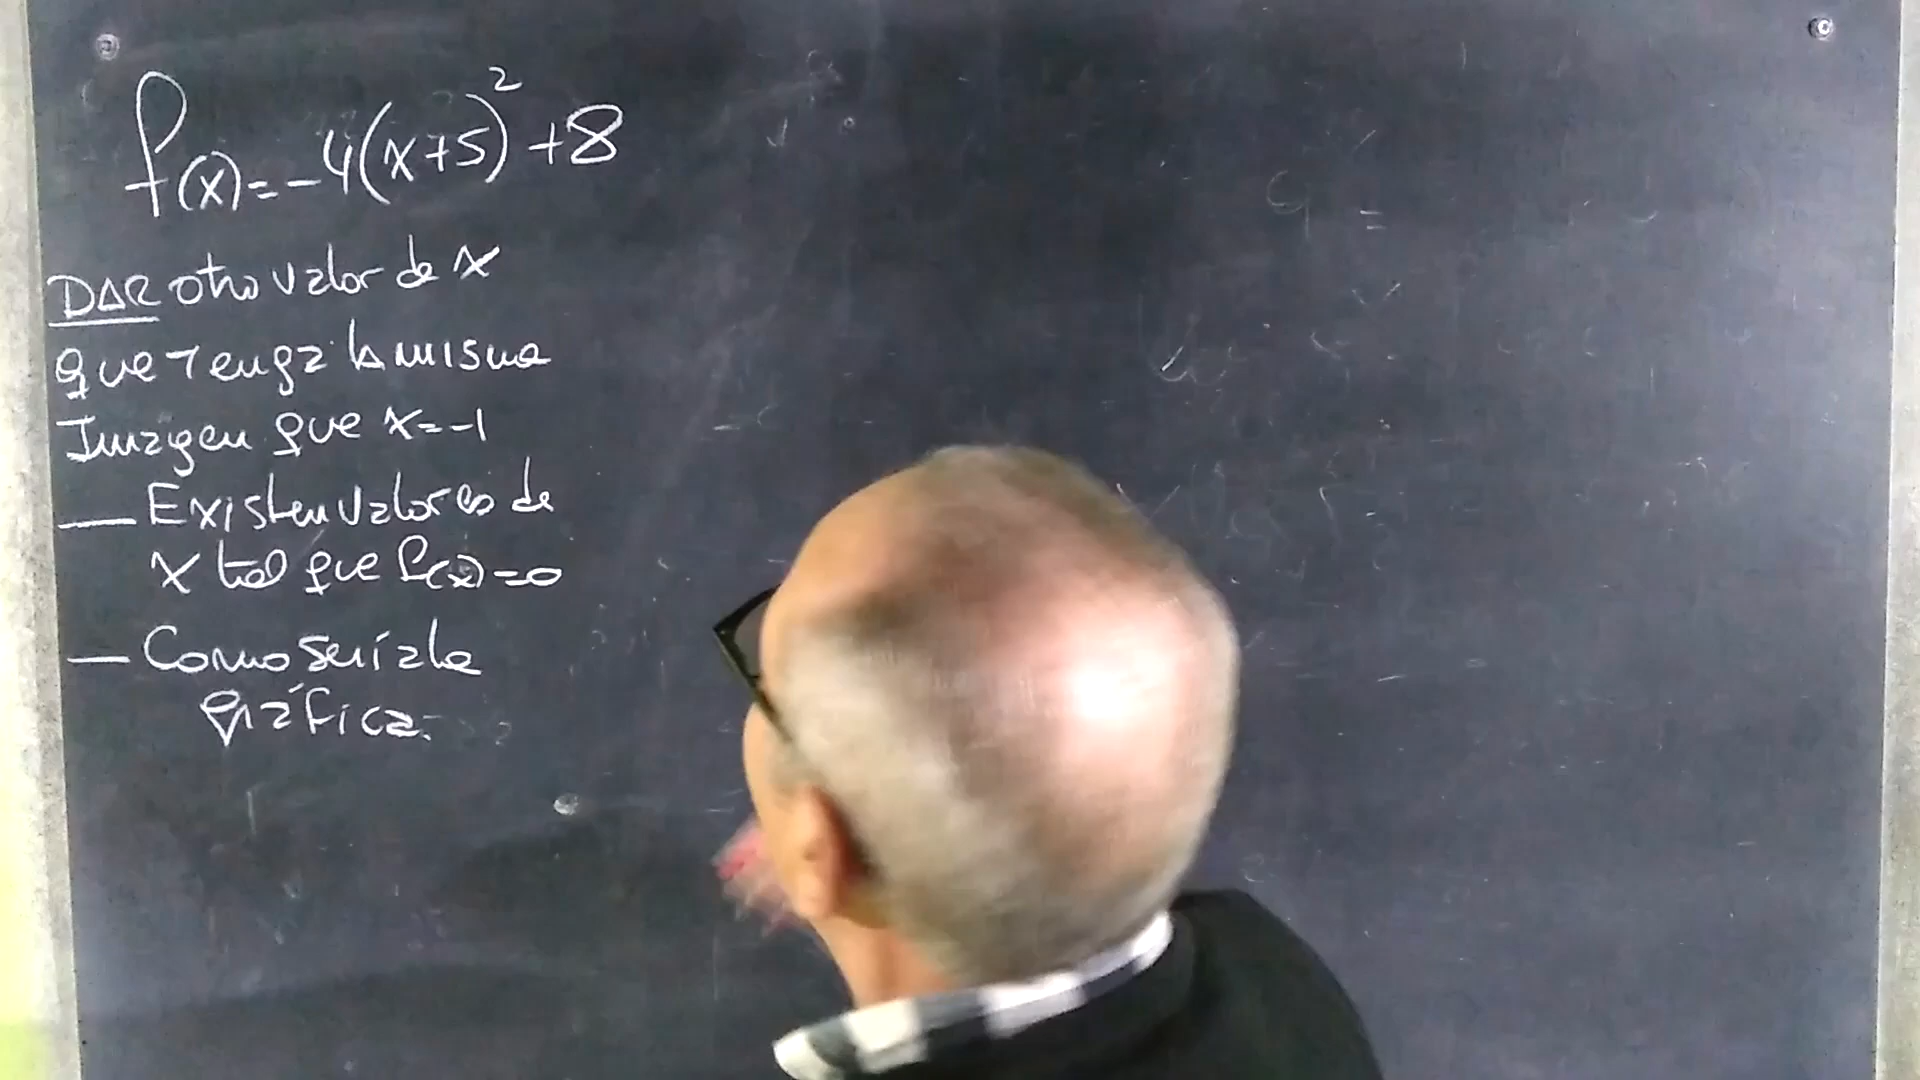 f(x)=-4(x+5)²+8
DAR otro valor de x
que tenga la misma
Imagen que x=-1
— Existen valores de
x tal que f(x)=0
— Como sería la
gráfica.